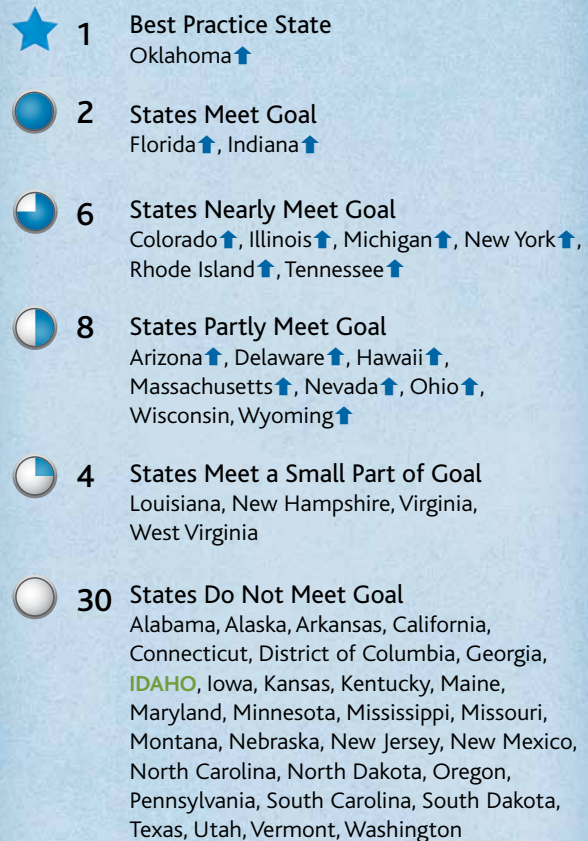 1 Best Practice State
Oklahoma⬆
2 States Meet Goal
Florida⬆, Indiana⬆
6 States Nearly Meet Goal
Colorado⬆, Illinois⬆, Michigan⬆, New York⬆,
Rhode Island⬆, Tennessee⬆
8 States Partly Meet Goal
Arizona⬆, Delaware⬆, Hawaii⬆,
Massachusetts⬆, Nevada⬆, Ohio⬆,
Wisconsin, Wyoming⬆
4 States Meet a Small Part of Goal
Louisiana, New Hampshire, Virginia,
West Virginia
30 States Do Not Meet Goal
Alabama, Alaska, Arkansas, California,
Connecticut, District of Columbia, Georgia,
IDAHO, Iowa, Kansas, Kentucky, Maine,
Maryland, Minnesota, Mississippi, Missouri,
Montana, Nebraska, New Jersey, New Mexico,
North Carolina, North Dakota, Oregon,
Pennsylvania, South Carolina, South Dakota,
Texas, Utah, Vermont, Washington